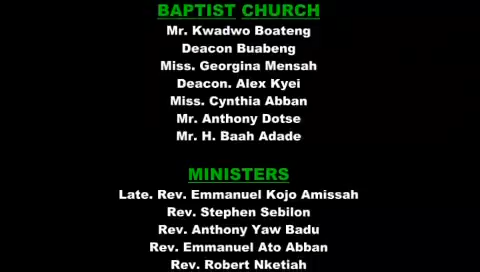 BAPTIST CHURCH
Mr. Kwadwo Boateng
Deacon Buabeng
Miss. Georgina Mensah
Deacon. Alex Kyei
Miss. Cynthia Abban
Mr. Anthony Dotse
Mr. H. Baah Adade
MINISTERS
Late. Rev. Emmanuel Kojo Amissah
Rev. Stephen Sebilon
Rev. Anthony Yaw Badu
Rev. Emmanuel Ato Abban
Rev. Robert Nketiah